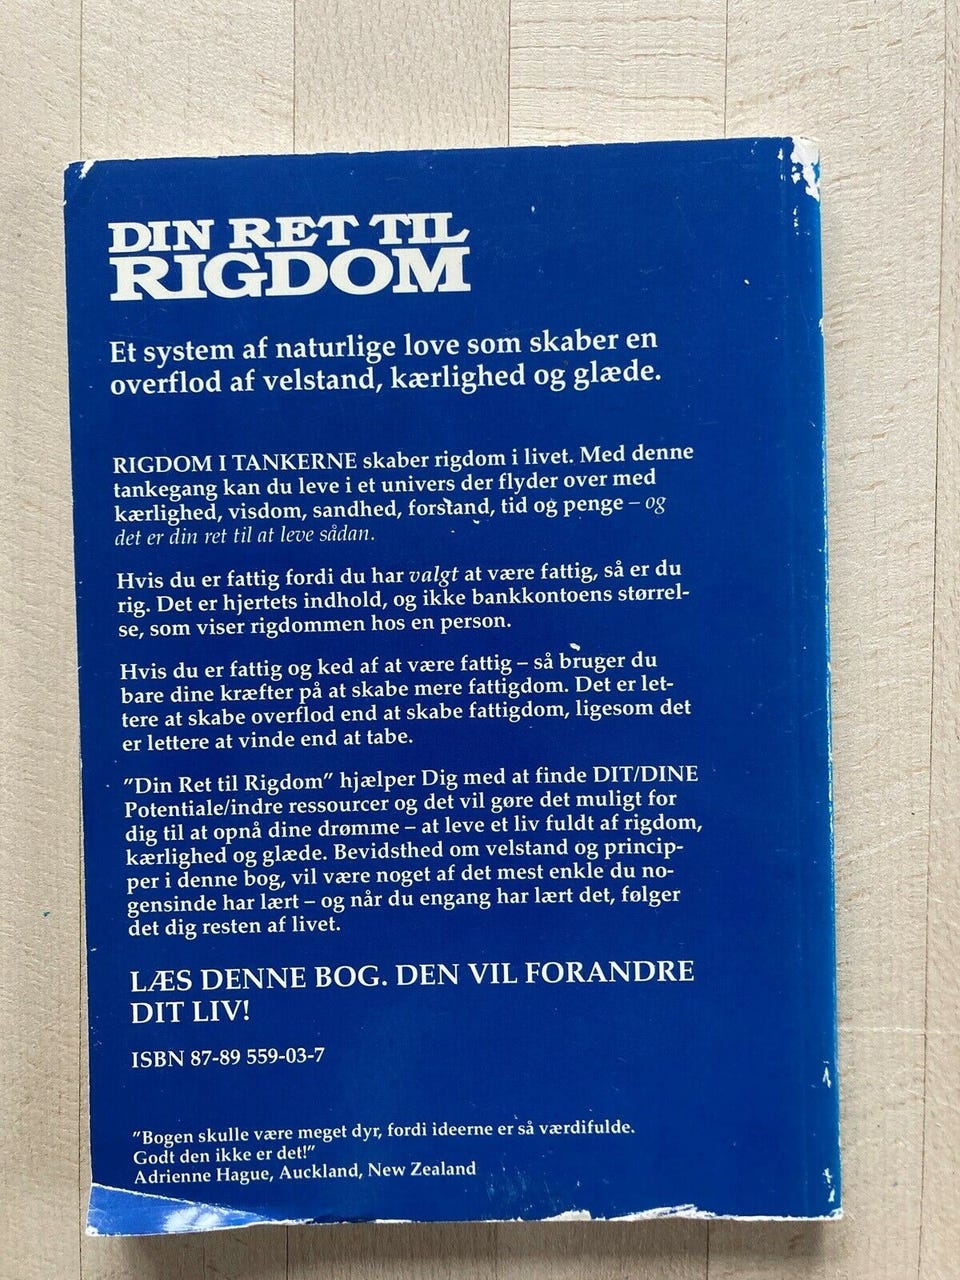 DIN RET TIL
RIGDOM
Et system af naturlige love som skaber en
overflod af velstand, kærlighed og glæde.
RIGDOM I TANKERNE skaber rigdom i livet. Med denne
tankegang kan du leve i et univers der flyder over med
kærlighed, visdom, sandhed, forstand, tid og penge – og
det er din ret til at leve sådan.
Hvis du er fattig fordi du har valgt at være fattig, så er du
rig. Det er hjertets indhold, og ikke bankkontoens størrel-
se, som viser rigdommen hos en person.
Hvis du er fattig og ked af at være fattig – så bruger du
bare dine kræfter på at skabe mere fattigdom. Det er let-
tere at skabe overflod end at skabe fattigdom, ligesom det
er lettere at vinde end at tabe.
”Din Ret til Rigdom” hjælper Dig med at finde DIT/DINE
Potentiale/indre ressourcer og det vil gøre det muligt for
dig til at opnå dine drømme – at leve et liv fuldt af rigdom,
kærlighed og glæde. Bevidsthed om velstand og princip-
per i denne bog, vil være noget af det mest enkle du no-
gensinde har lært – og når du engang har lært det, følger
det dig resten af livet.
LÆS DENNE BOG. DEN VIL FORANDRE
DIT LIV!
ISBN 87-89 559-03-7
”Bogen skulle være meget dyr, fordi ideerne er så værdifulde.
Godt den ikke er det!”
Adrienne Hague, Auckland, New Zealand